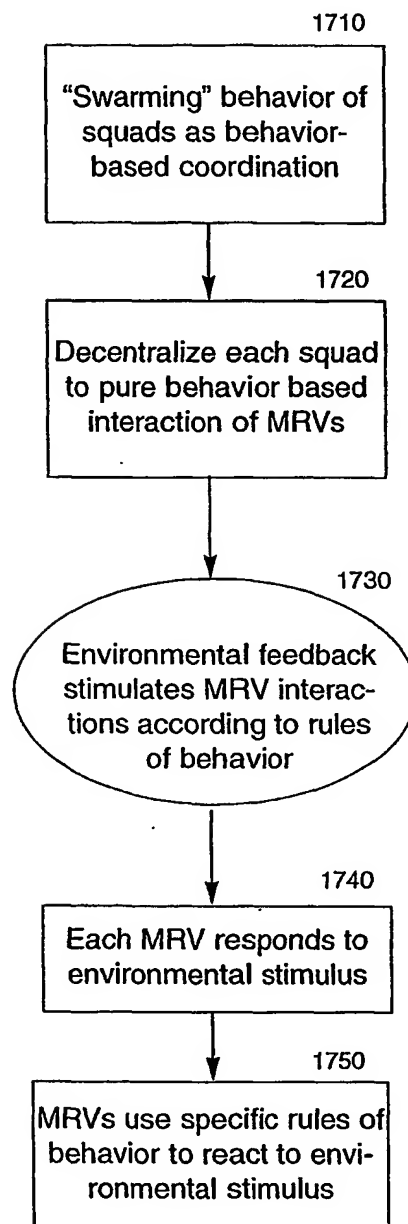 1710
“Swarming” behavior of
squads as behavior-
based coordination
1720
Decentralize each squad
to pure behavior based
interaction of MRVs
1730
Environmental feedback
stimulates MRV interac-
tions according to rules
of behavior
1740
Each MRV responds to
environmental stimulus
1750
MRVs use specific rules of
behavior to react to envi-
ronmental stimulus